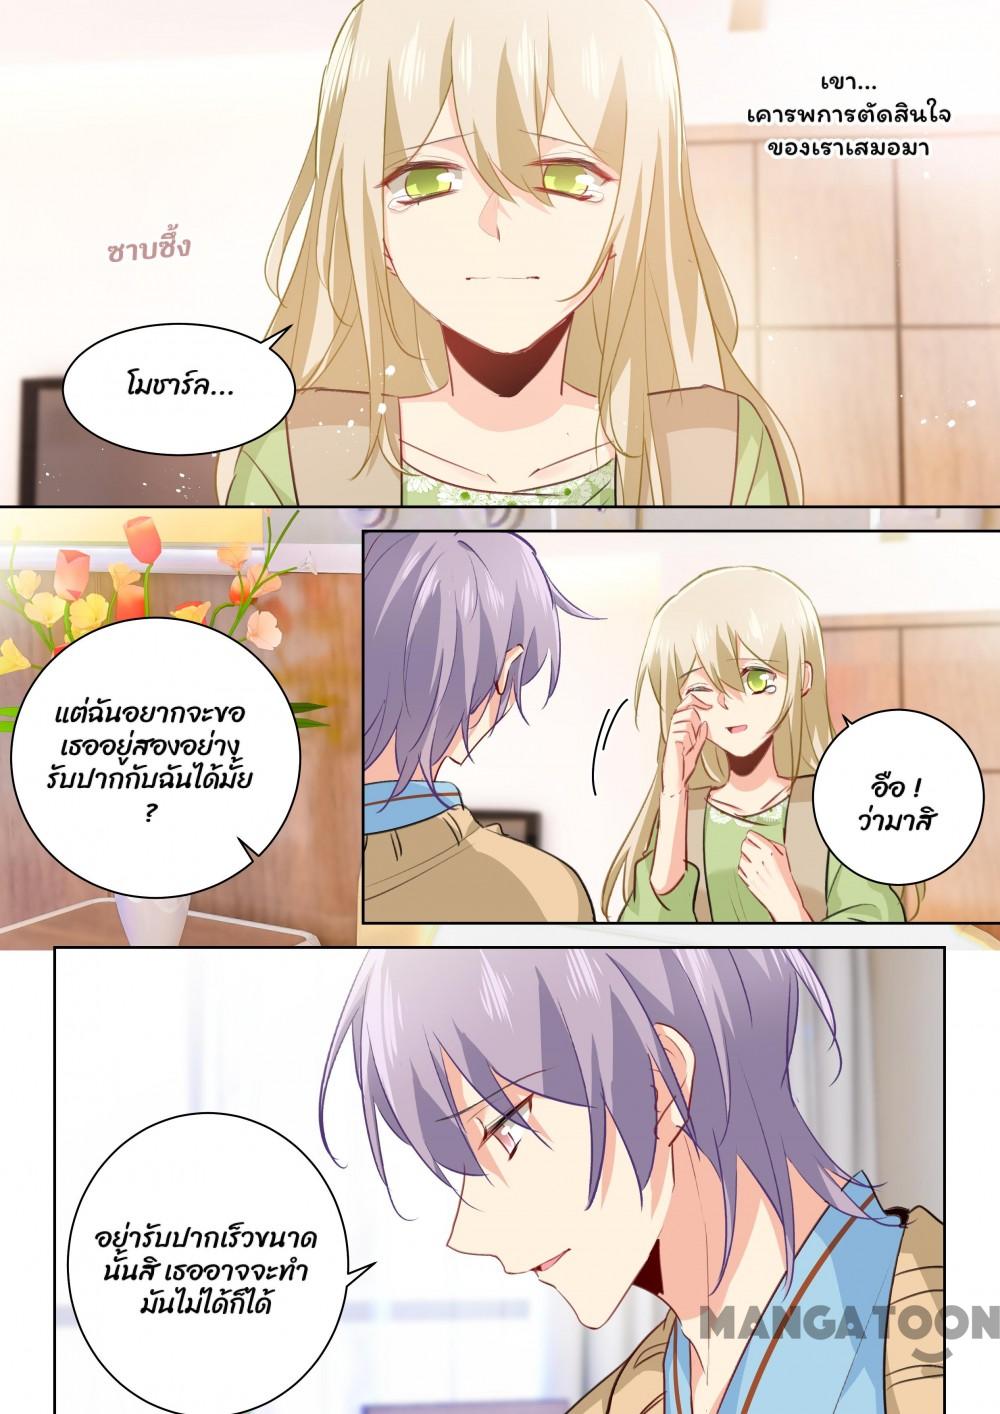 เขา...
เคารพการตัดสินใจ
ของเราเสมอมา
ซาบซึ้ง
โมชาร์ล...
แต่ฉันอยากจะขอ
เธออยู่สองอย่าง
รับปากกับฉันได้มั้ย
?
อือ !
ว่ามาสิ
อย่ารับปากเร็วขนาด
นั้นสิ เธออาจจะทำ
มันไม่ได้ก็ได้
MANGATOON